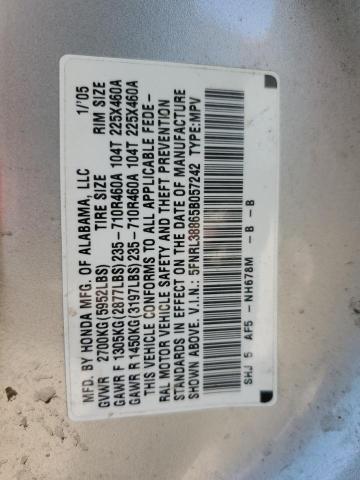 MFD. BY HONDA MFG. OF ALABAMA, LLC 1/'05
GVWR 2700KG(5952LBS) TIRE SIZE RIM SIZE
GAWR F 1305KG(2877LBS)235-710R460A 104T 225X460A
GAWR R 1450KG(3197LBS)235-710R460A 104T 225X460A
THIS VEHICLE CONFORMS TO ALL APPLICABLE FEDE-
RAL MOTOR VEHICLE SAFETY AND THEFT PREVENTION
STANDARDS IN EFFECT ON THE DATE OF MANUFACTURE
SHOWN ABOVE. V.I.N.: 5FNRL38865B057242 TYPE:MPV
SHJ 5 AF5 -NH678M -B -B